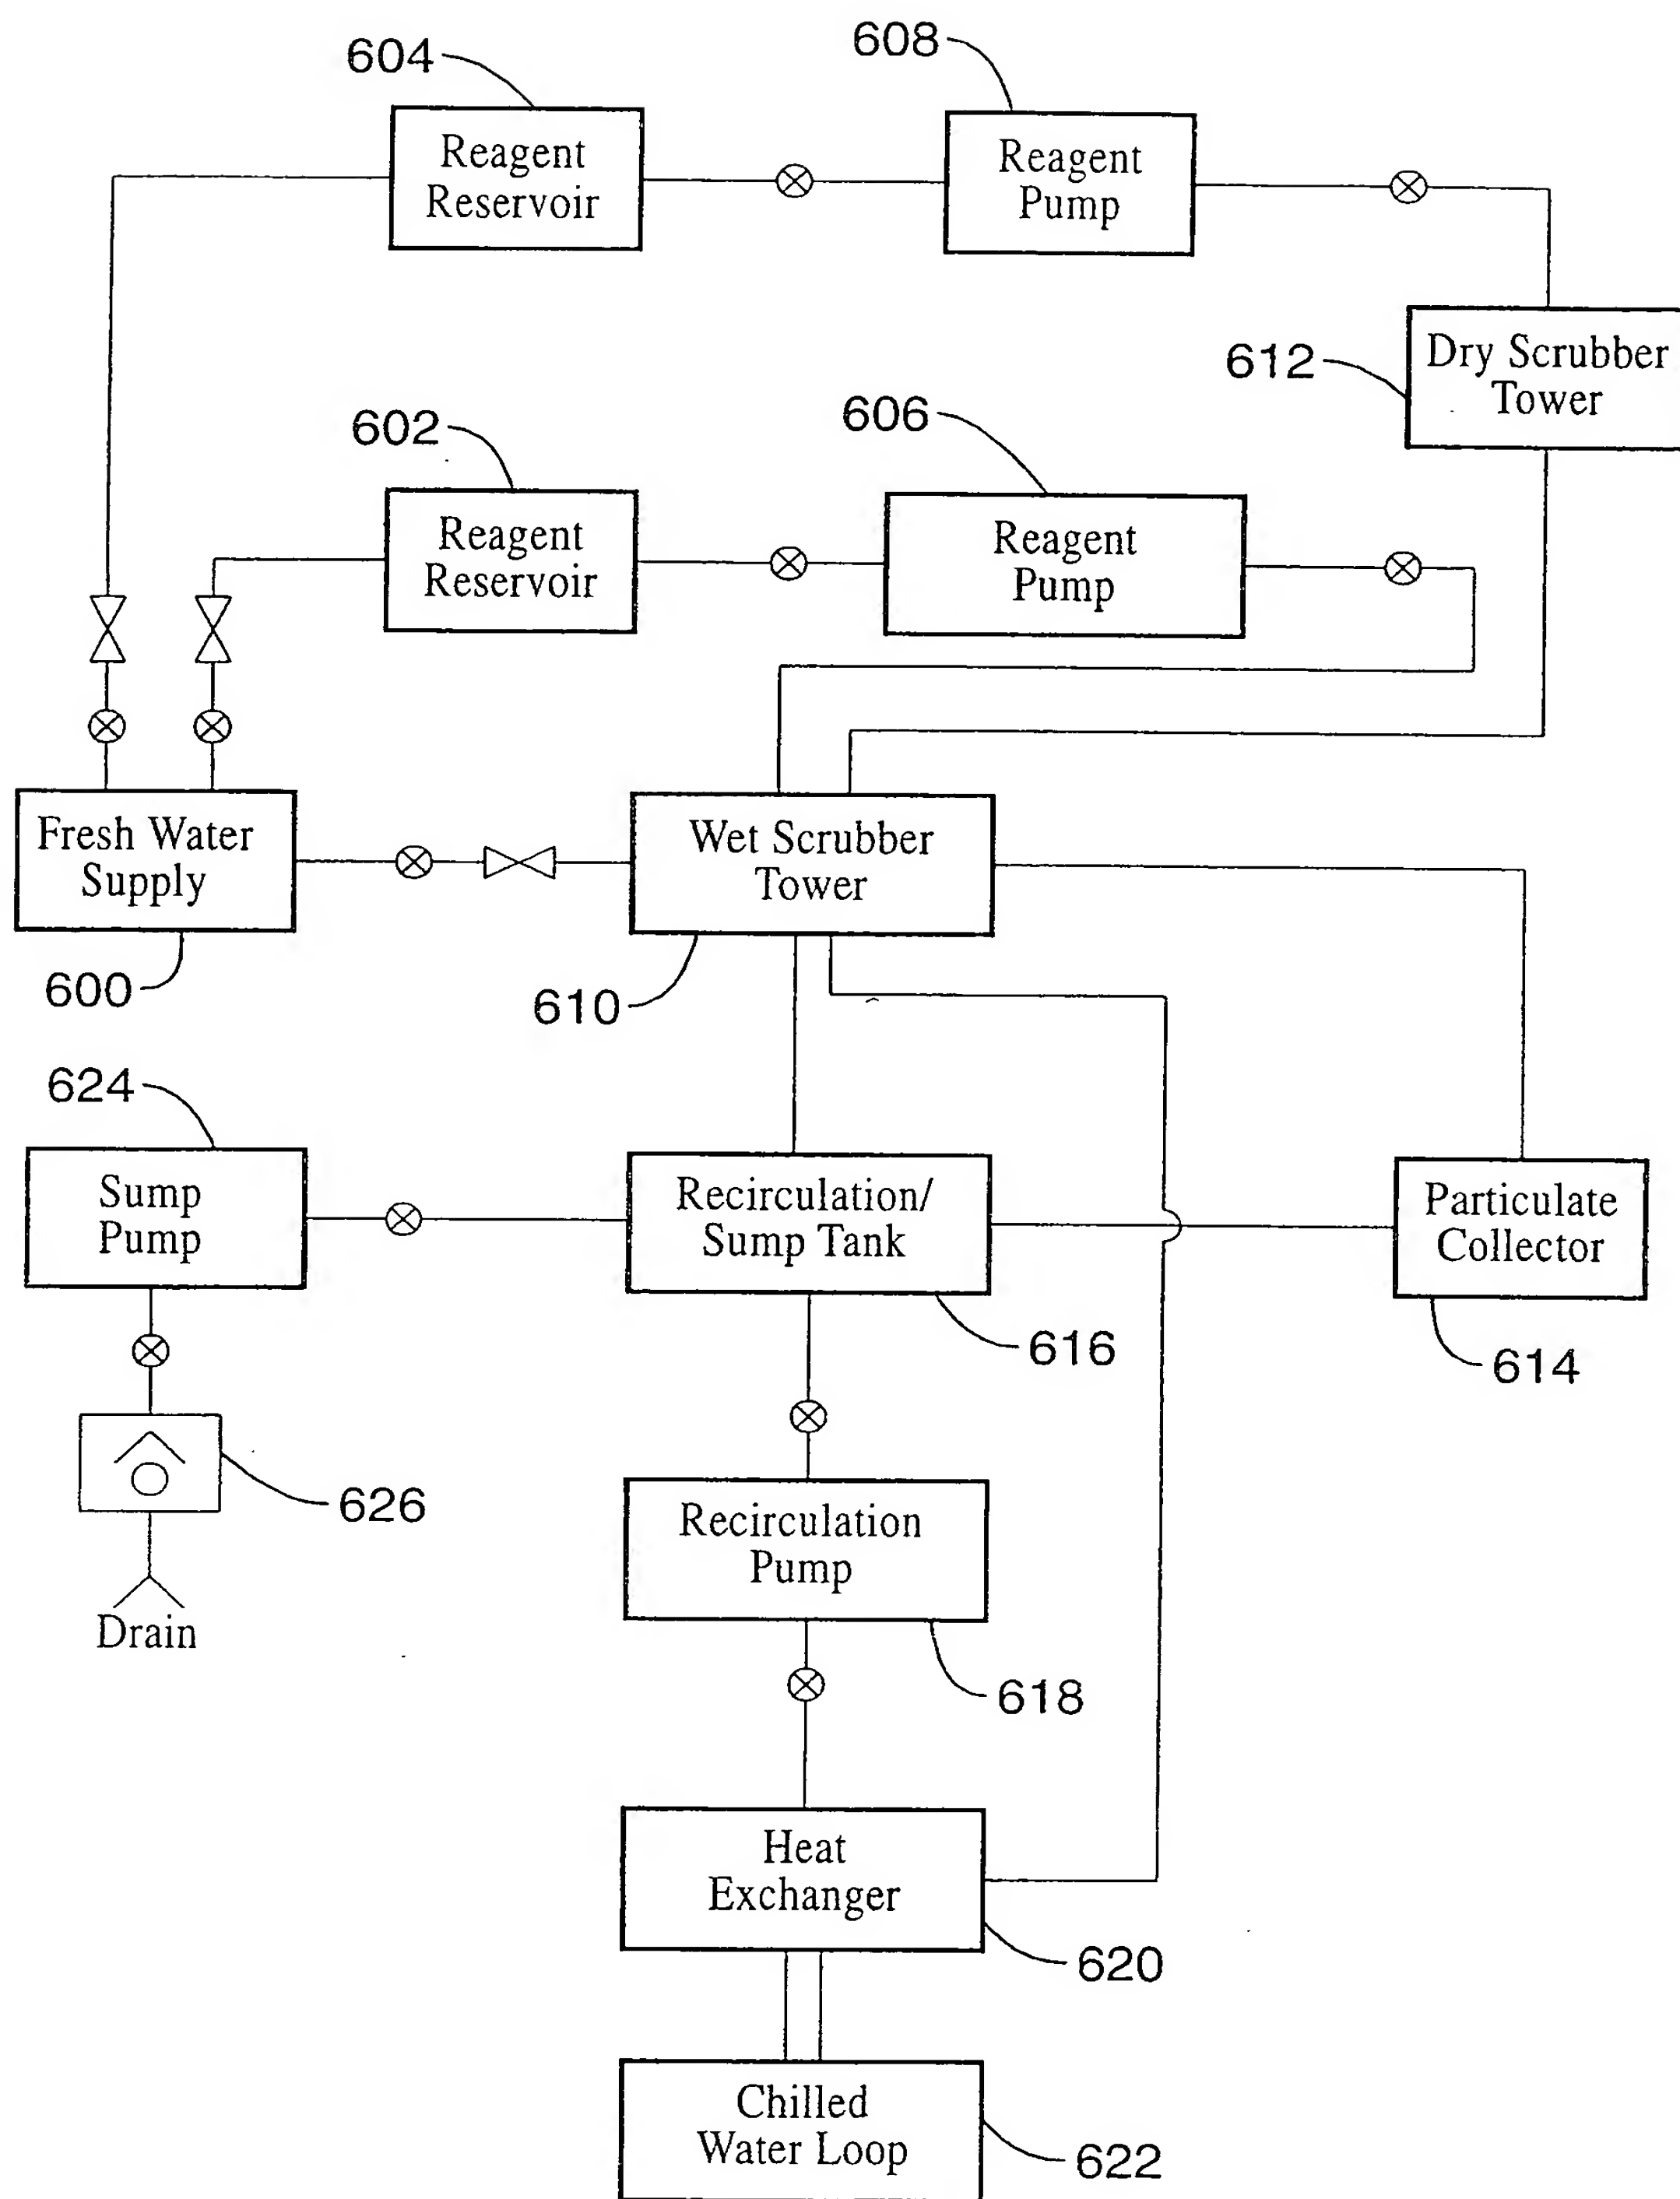 604
608
Reagent
Reservoir
Reagent
Pump
612
Dry Scrubber
Tower
602
606
Reagent
Reservoir
Reagent
Pump
Fresh Water
Supply
Wet Scrubber
Tower
600
610
624
Sump
Pump
Recirculation/
Sump Tank
Particulate
Collector
616
614
626
Recirculation
Pump
Drain
618
Heat
Exchanger
620
Chilled
Water Loop
622